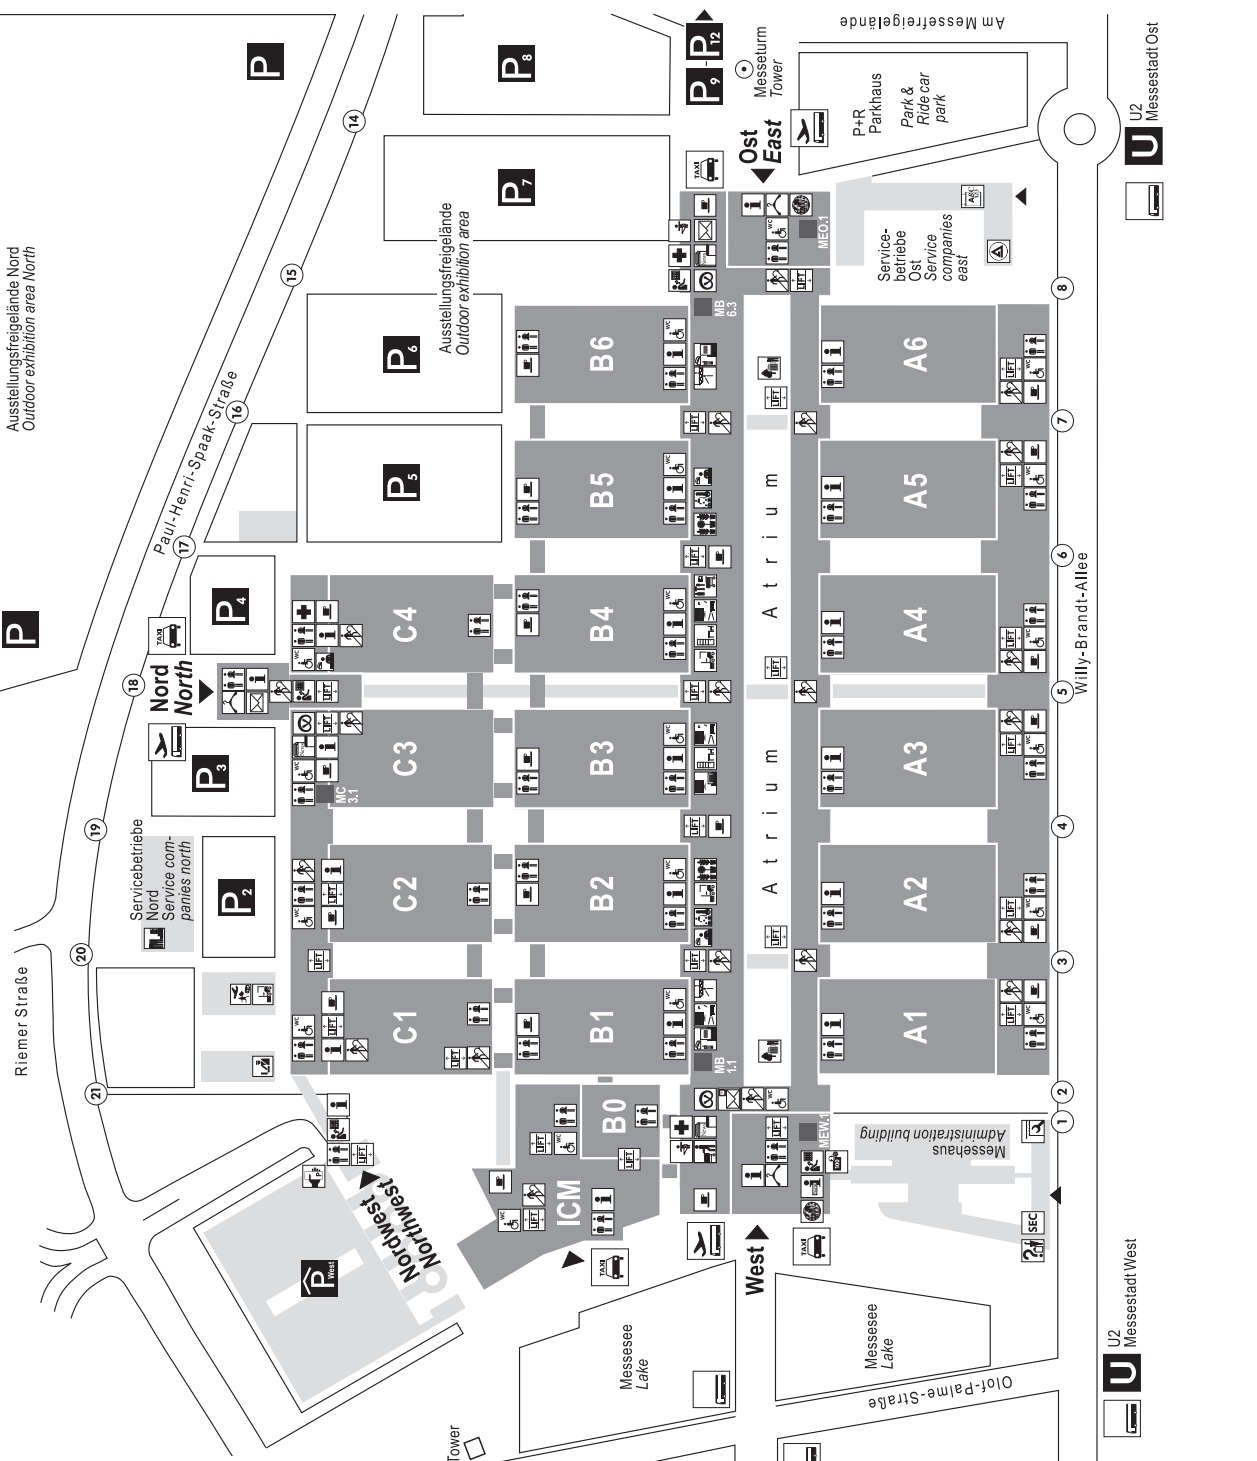 Ausstellungsfreigelände Nord
Outdoor exhibition area North
P
P
P8
P9 - P12
Messeturm
Tower
Am Messefreigelände
P+R
Parkhaus
Park &
Ride car
park
U
U2
Messestadt Ost
14
P7
TAXI
Ost
East
Ausstellungsfreigelände
Outdoor exhibition area
MEO.1
Service-
betriebe
Ost
Service
companies
east
15
8
P6
B6
MB
6.3
A6
Paul-Henri-Spaak-Straße
16
7
P5
B5
Atrium
A5
17
6
P4
C4
B4
A4
TAXI
Nord
North
18
5
Willy-Brandt-Allee
P3
MC
3.1
C3
B3
Atrium
A3
19
4
Servicebetriebe
Nord
Service com-
panies north
P2
C2
B2
A2
20
3
Riemer Straße
C1
B1
MB
1.1
A1
21
2
1
B0
MEW.1
Messehaus
Administration building
ICM
SEC
Nordwest
Northwest
P West
TAXI
West
TAXI
Messesee
Lake
Messesee
Lake
Olof-Palme-Straße
U
U2
Messestadt West
Tower